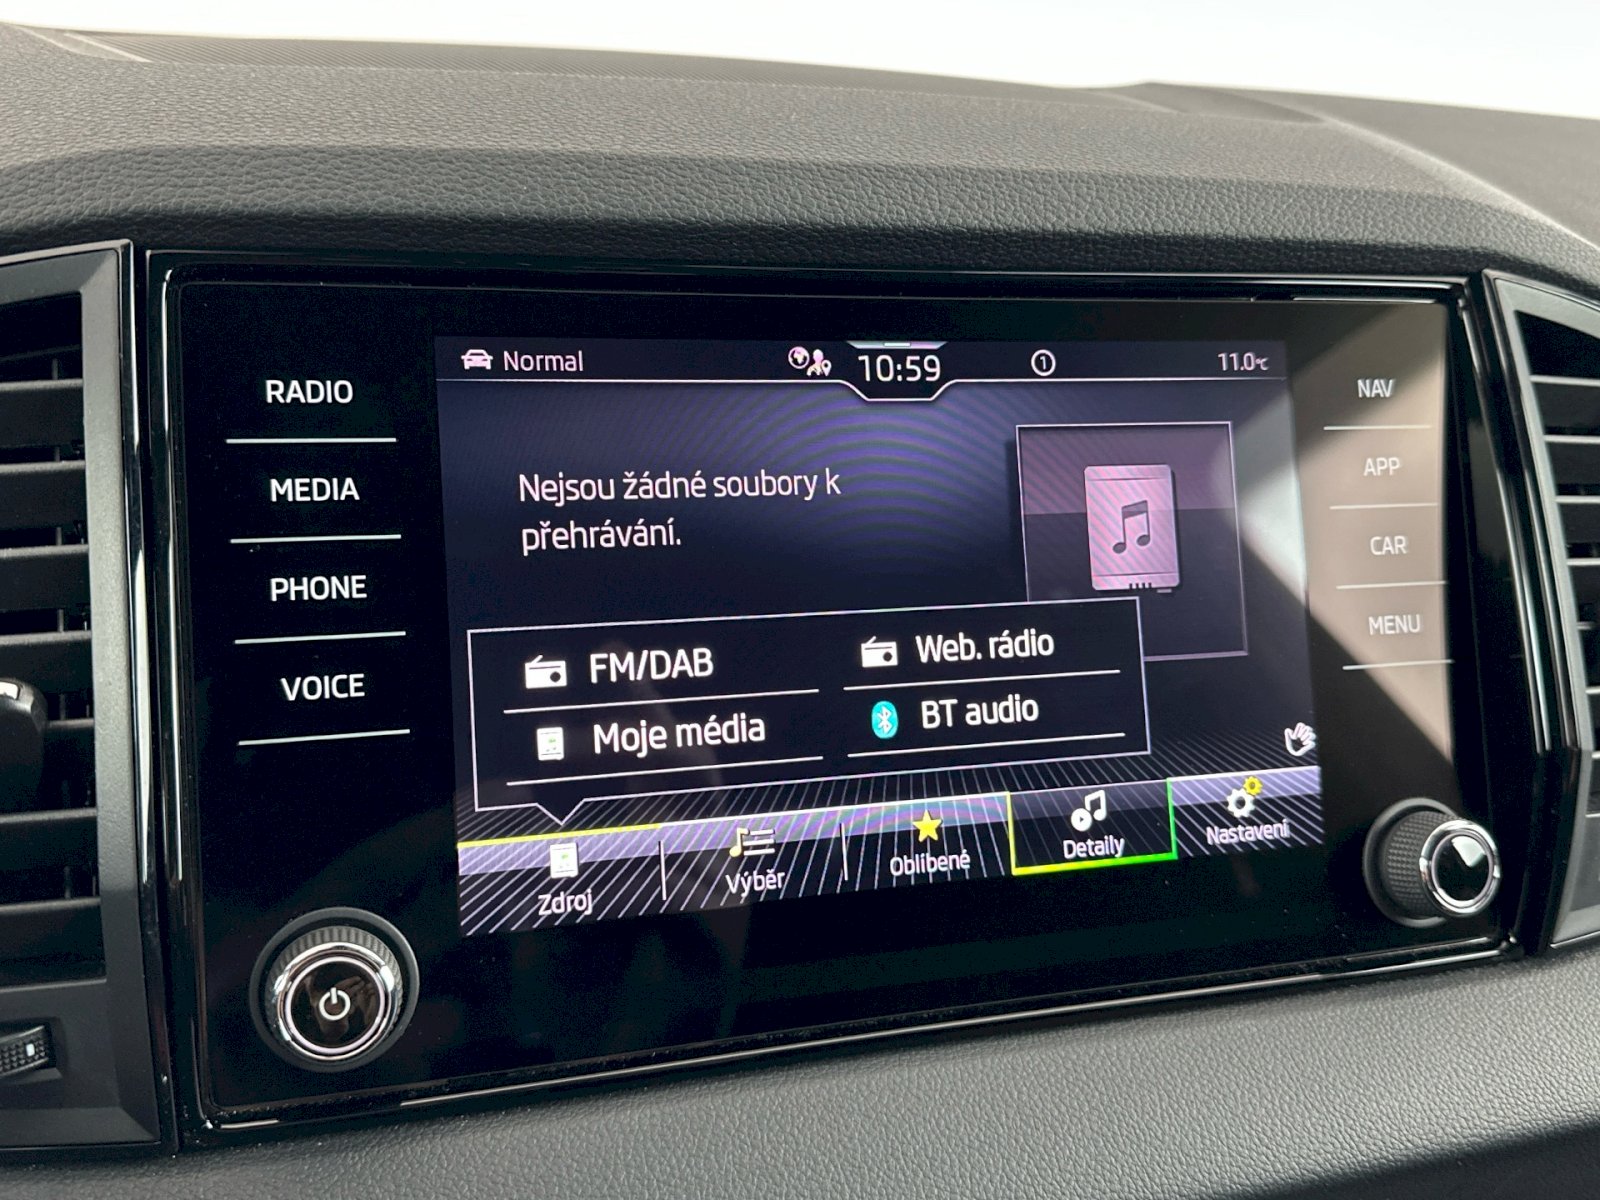 Normal
10:59
1
11.0°C
RADIO
MEDIA
PHONE
VOICE
Nejsou žádné soubory k
přehrávání.
FM/DAB
Web. rádio
Moje média
BT audio
Zdroj
Výběr
Oblíbené
Detaily
Nastavení
NAV
APP
CAR
MENU